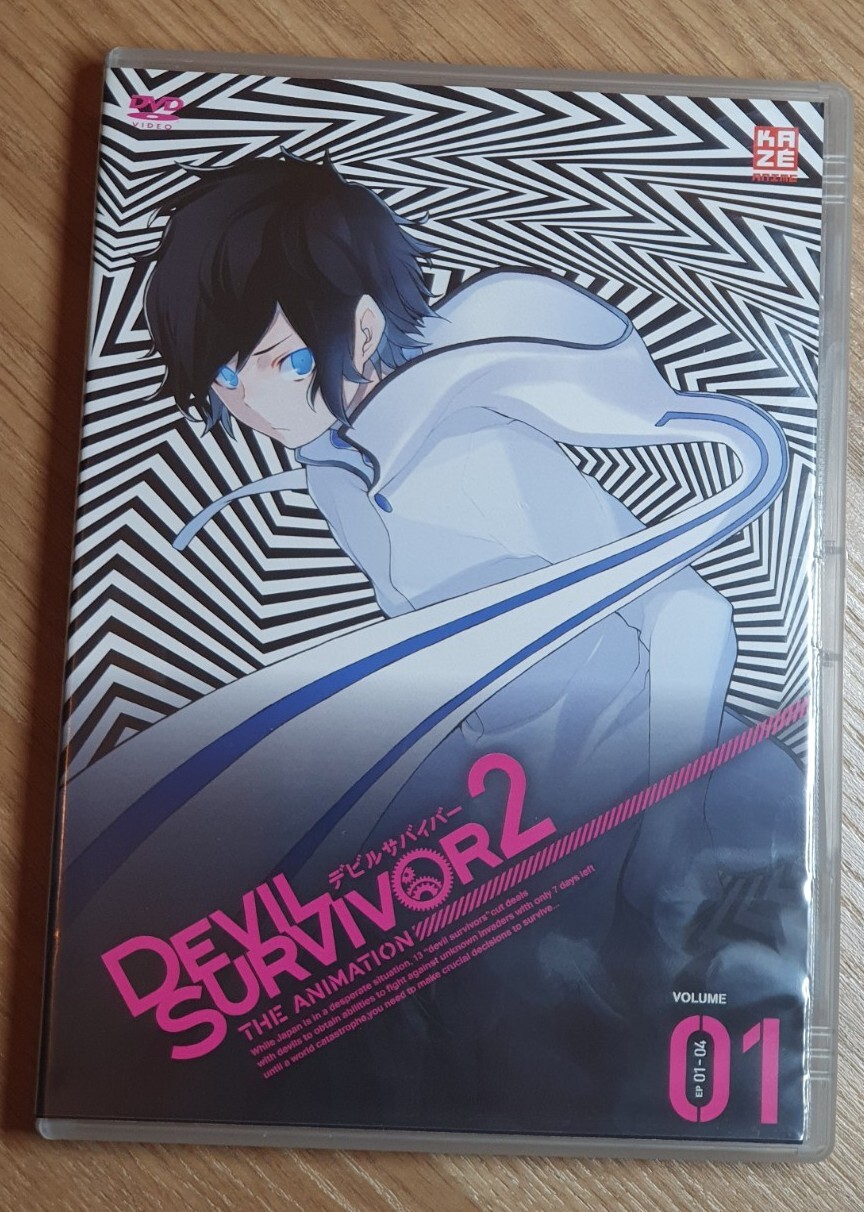 DVD
VIDEO
KA
ZÉ
ANIME
デビルサバイバー
DEVIL
SURVIVOR 2
THE ANIMATION
While Japan is in a desperate situation, 13 "devil survivors" cut deals
with devils to obtain abilities to fight against unknown invaders with only 7 days left
until a world catastrophe,you need to make crucial decisions to survive...
VOLUME
01
EP 01-04